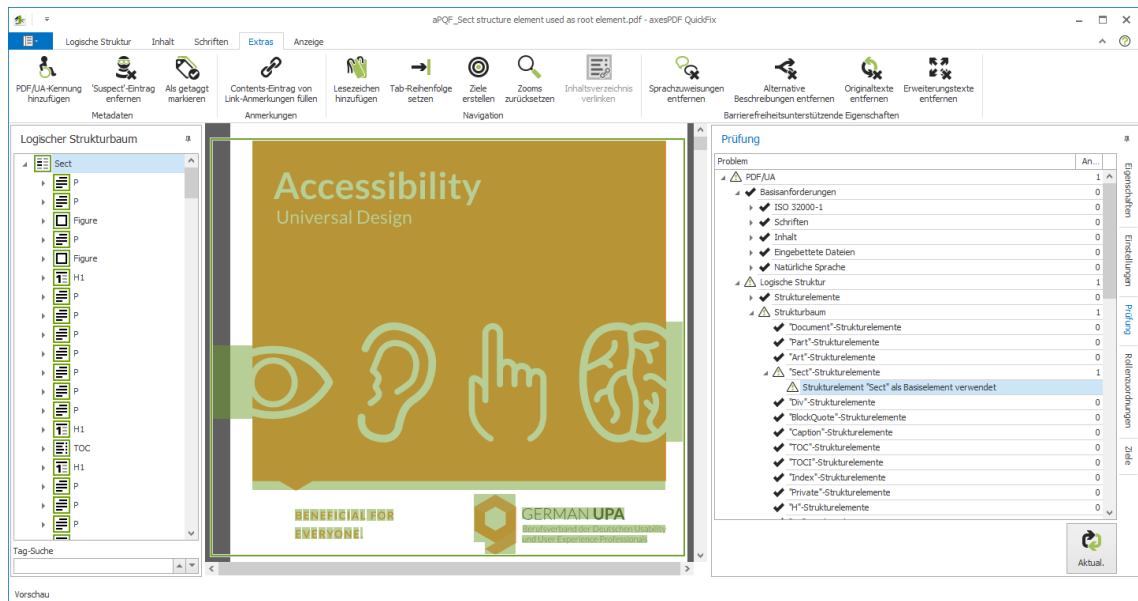 aPQF_Sect structure element used as root element.pdf - axesPDF QuickFix
Logische Struktur Inhalt Schriften Extras Anzeige
PDF/UA-Kennung hinzufügen
'Suspect'-Eintrag entfernen
Als getaggt markieren
Contents-Eintrag von Link-Anmerkungen füllen
Lesezeichen hinzufügen
Tab-Reihenfolge setzen
Ziele erstellen
Zooms zurücksetzen
Inhaltsverzeichnis verlinken
Sprachzuweisungen entfernen
Alternative Beschreibungen entfernen
Originaltexte entfernen
Erweiterungstexte entfernen
Metadaten
Anmerkungen
Navigation
Barrierefreiheitsunterstützende Eigenschaften
Logischer Strukturbaum
Sect
P
P
Figure
P
Figure
H1
P
P
P
P
P
P
P
H1
TOC
H1
P
P
P
Tag-Suche
Vorschau
Accessibility
Universal Design
BENEFICIAL FOR
EVERYONE.
GERMAN UPA
Berufsverband der Deutschen Usability
und User Experience Professionals
Prüfung
Problem An...
PDF/UA 1
Basisanforderungen 0
ISO 32000-1 0
Schriften 0
Inhalt 0
Eingebettete Dateien 0
Natürliche Sprache 0
Logische Struktur 1
Strukturelemente 0
Strukturbaum 1
"Document"-Strukturelemente 0
"Part"-Strukturelemente 0
"Art"-Strukturelemente 0
"Sect"-Strukturelemente 1
Strukturelement "Sect" als Basiselement verwendet
"Div"-Strukturelemente 0
"BlockQuote"-Strukturelemente 0
"Caption"-Strukturelemente 0
"TOC"-Strukturelemente 0
"TOCI"-Strukturelemente 0
"Index"-Strukturelemente 0
"Private"-Strukturelemente 0
"H"-Strukturelemente 0
Aktual.
Eigenschaften
Einstellungen
Prüfung
Rollenzuordnungen
Ziele